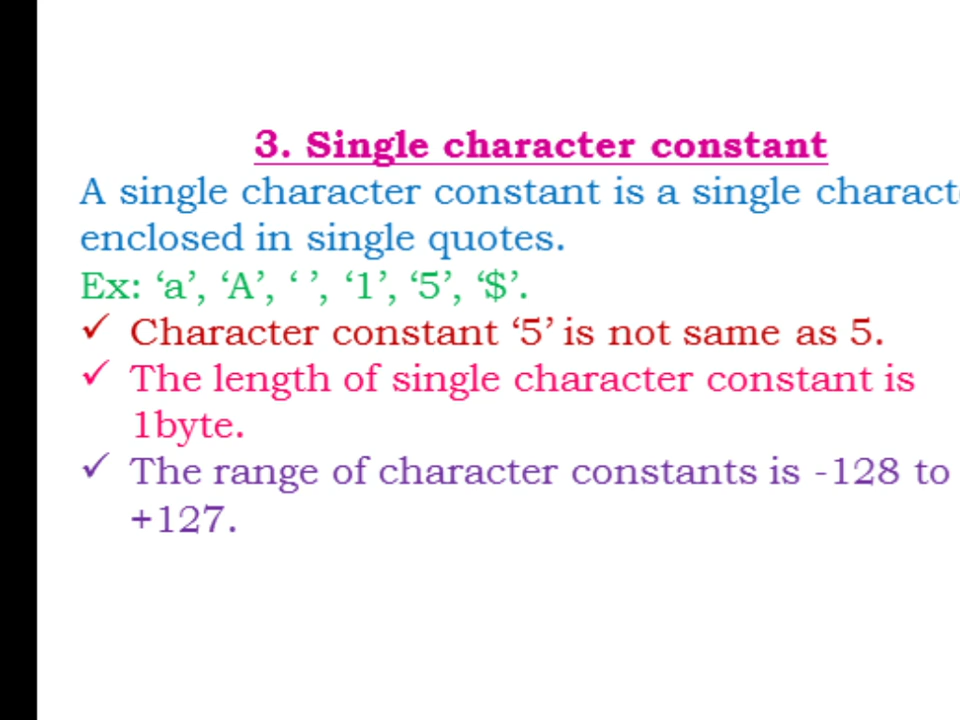 3. Single character constant
A single character constant is a single
enclosed in single quotes.
Ex: ‘a’, ‘A’, ‘ ’, ‘1’, ‘5’, ‘$’.
✓ Character constant ‘5’ is not same as 5.
✓ The length of single character constant is
1byte.
✓ The range of character constants is -128 to
+127.